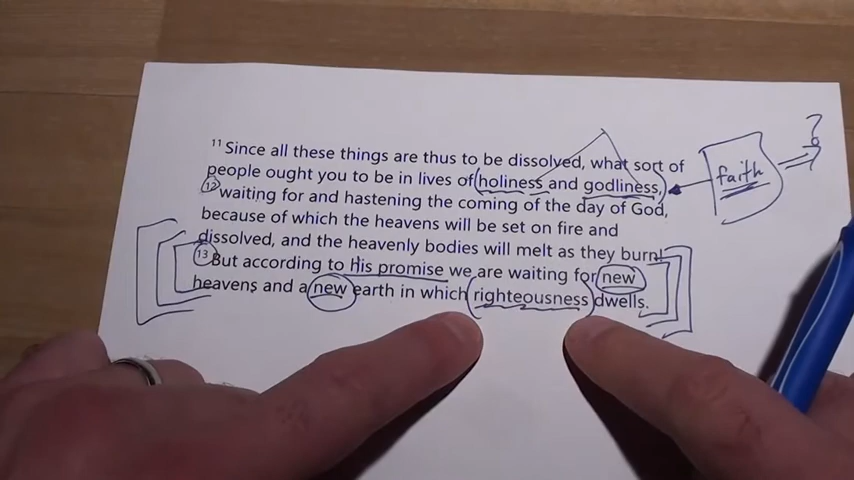 11 Since all these things are thus to be dissolved, what sort of
people ought you to be in lives of holiness and godliness,
12 waiting for and hastening the coming of the day of God,
because of which the heavens will be set on fire and
dissolved, and the heavenly bodies will melt as they burn!
13 But according to his promise we are waiting for new
heavens and a new earth in which righteousness dwells.
faith
?